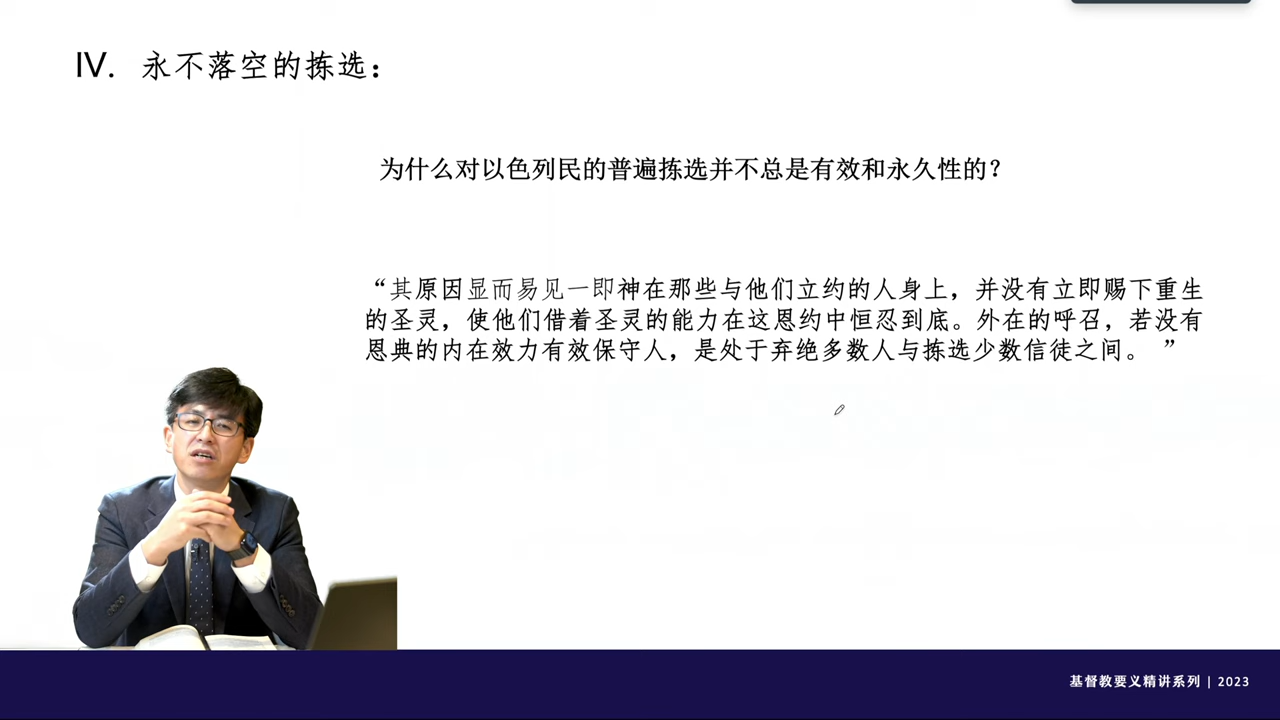 IV. 永不落空的拣选：
为什么对以色列民的普遍拣选并不总是有效和永久性的？
“其原因显而易见一即神在那些与他们立约的人身上，并没有立即赐下重生
的圣灵，使他们借着圣灵的能力在这恩约中恒忍到底。外在的呼召，若没有
恩典的内在效力有效保守人，是处于弃绝多数人与拣选少数信徒之间。 ”
基督教要义精讲系列 | 2023